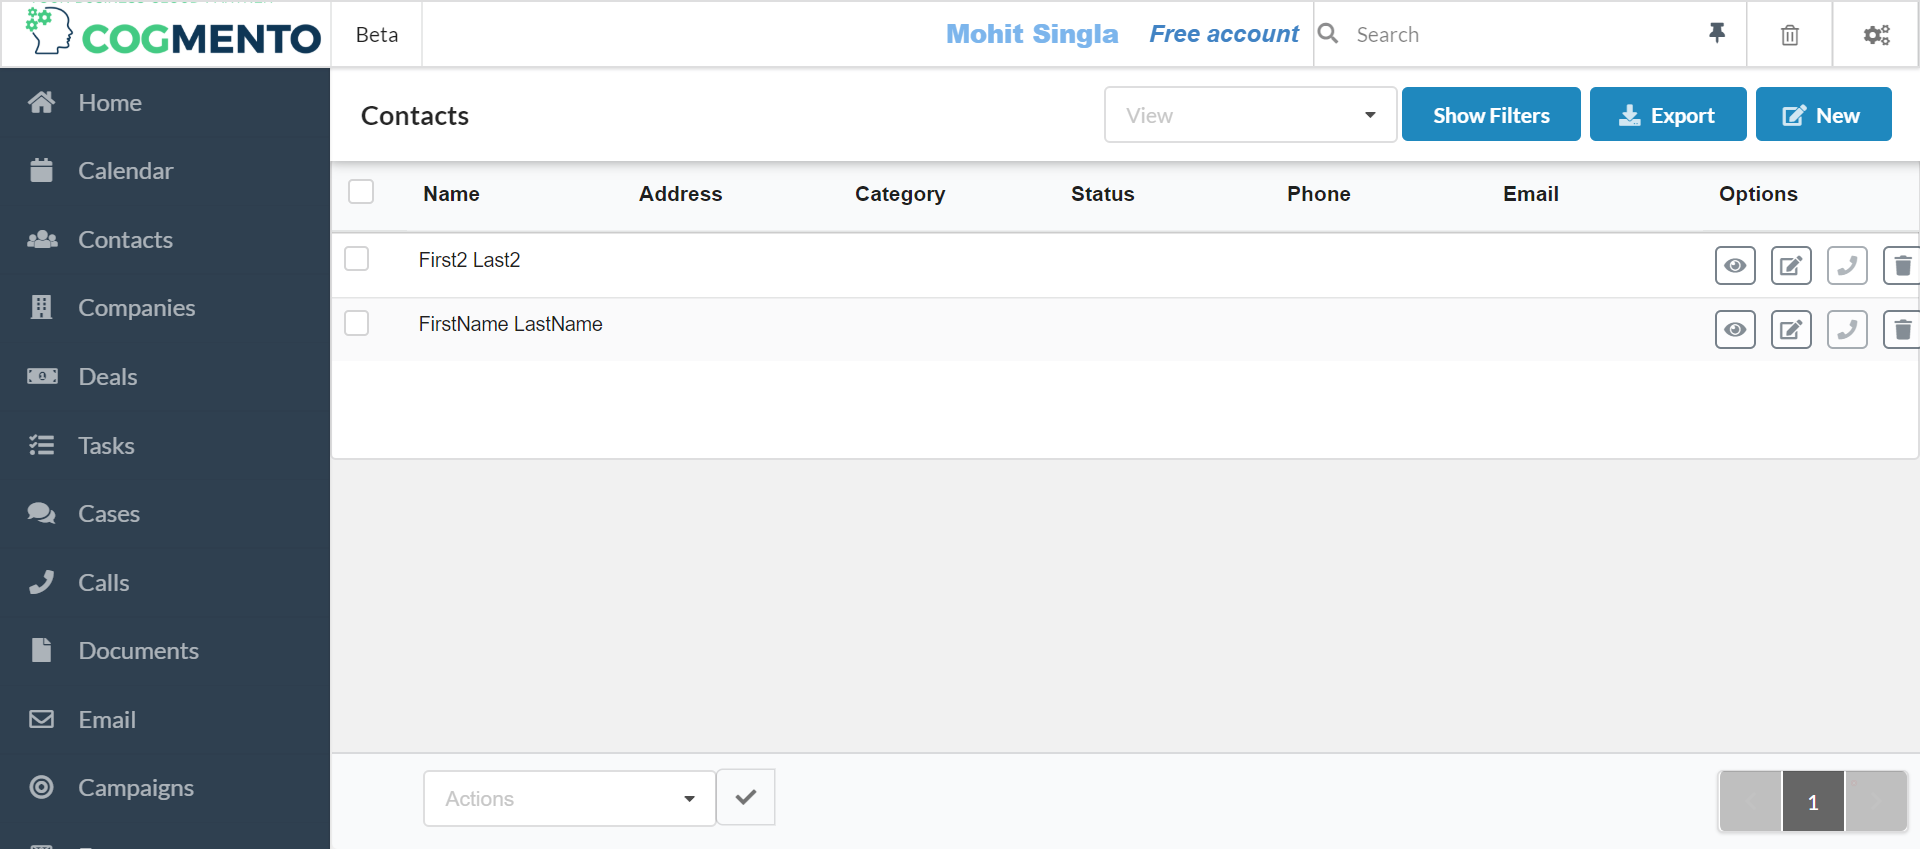 COGMENTO
Beta
Mohit Singla
Free account
Search
Home
Calendar
Contacts
Companies
Deals
Tasks
Cases
Calls
Documents
Email
Campaigns
Contacts
View
Show Filters
Export
New
Name Address Category Status Phone Email Options
First2 Last2
FirstName LastName
Actions
1